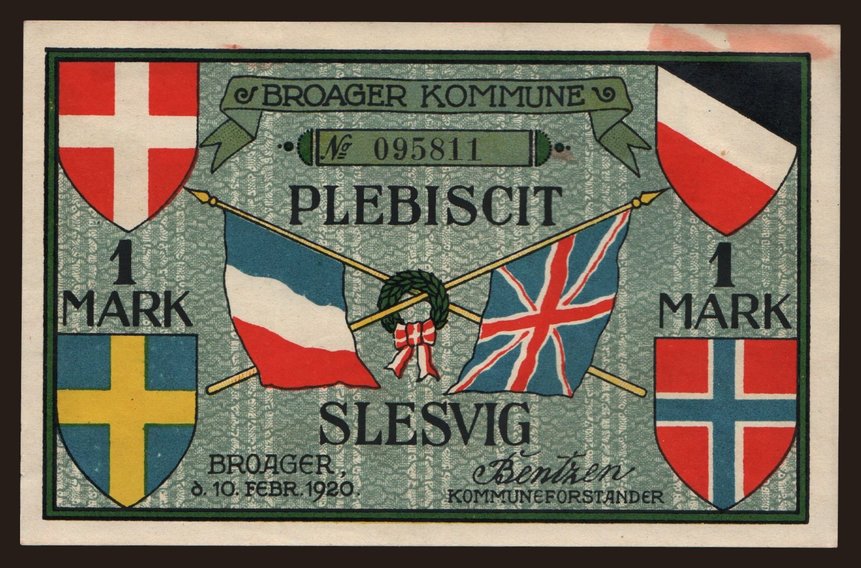 BROAGER KOMMUNE
№ 095811
PLEBISCIT
1
MARK
1
MARK
SLESVIG
BROAGER,
d. 10. FEBR. 1920.
Bentzen
KOMMUNEFORSTANDER